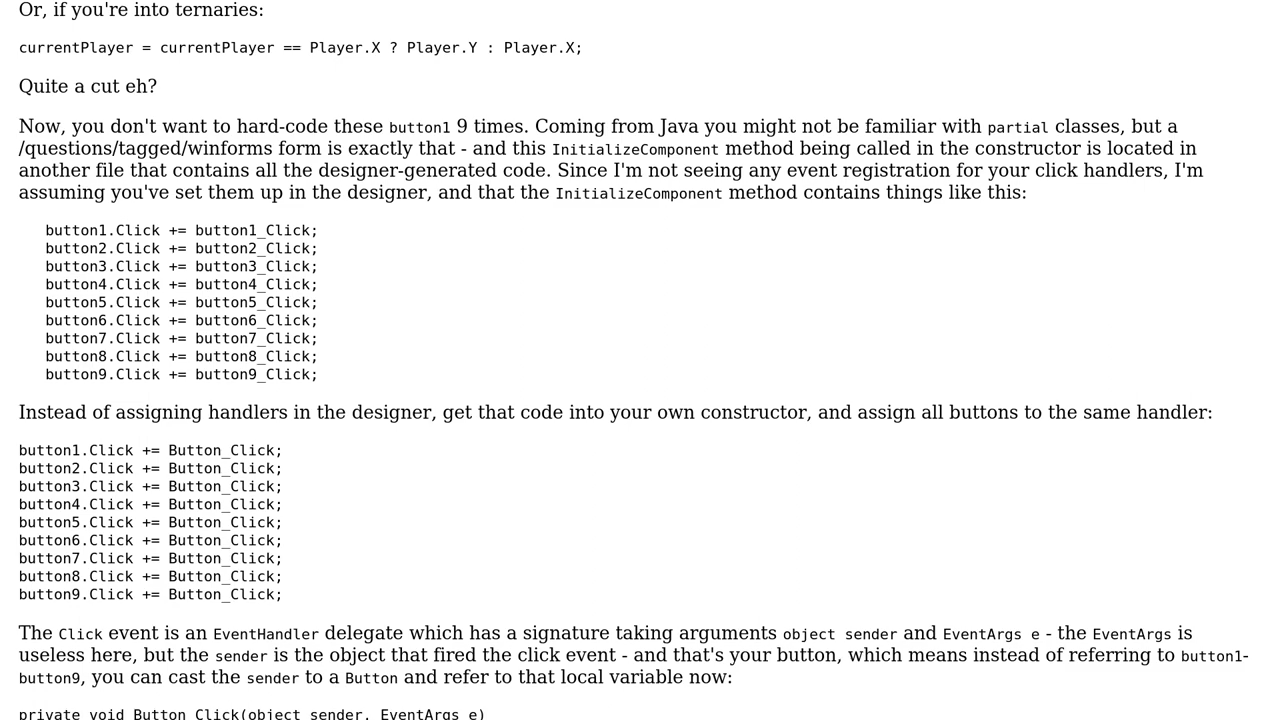 Or, if you're into ternaries:
currentPlayer = currentPlayer == Player.X ? Player.Y : Player.X;
Quite a cut eh?
Now, you don't want to hard-code these button1 9 times. Coming from Java you might not be familiar with partial classes, but a
/questions/tagged/winforms form is exactly that - and this InitializeComponent method being called in the constructor is located in
another file that contains all the designer-generated code. Since I'm not seeing any event registration for your click handlers, I'm
assuming you've set them up in the designer, and that the InitializeComponent method contains things like this:
button1.Click += button1_Click;
button2.Click += button2_Click;
button3.Click += button3_Click;
button4.Click += button4_Click;
button5.Click += button5_Click;
button6.Click += button6_Click;
button7.Click += button7_Click;
button8.Click += button8_Click;
button9.Click += button9_Click;
Instead of assigning handlers in the designer, get that code into your own constructor, and assign all buttons to the same handler:
button1.Click += Button_Click;
button2.Click += Button_Click;
button3.Click += Button_Click;
button4.Click += Button_Click;
button5.Click += Button_Click;
button6.Click += Button_Click;
button7.Click += Button_Click;
button8.Click += Button_Click;
button9.Click += Button_Click;
The Click event is an EventHandler delegate which has a signature taking arguments object sender and EventArgs e - the EventArgs is
useless here, but the sender is the object that fired the click event - and that's your button, which means instead of referring to button1-
button9, you can cast the sender to a Button and refer to that local variable now:
private void Button_Click(object sender, EventArgs e)